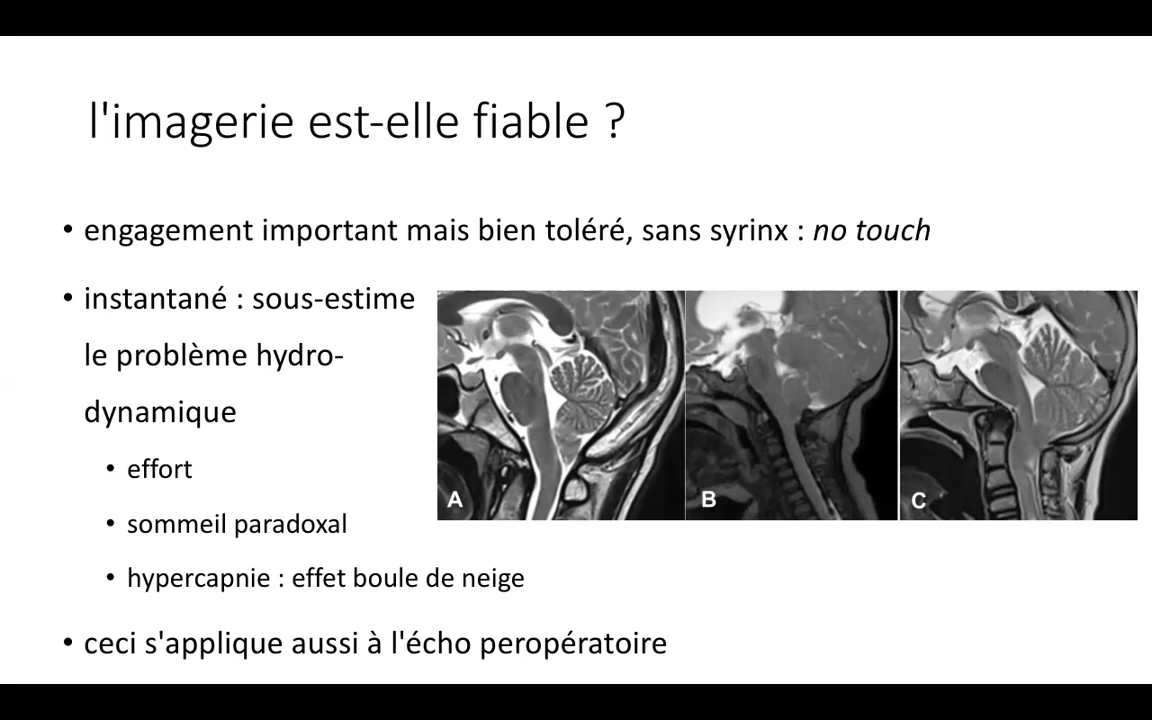 l'imagerie est-elle fiable ?
• engagement important mais bien toléré, sans syrinx : no touch
• instantané : sous-estime
le problème hydro-
dynamique
• effort
• sommeil paradoxal
• hypercapnie : effet boule de neige
A B C
• ceci s'applique aussi à l'écho peropératoire